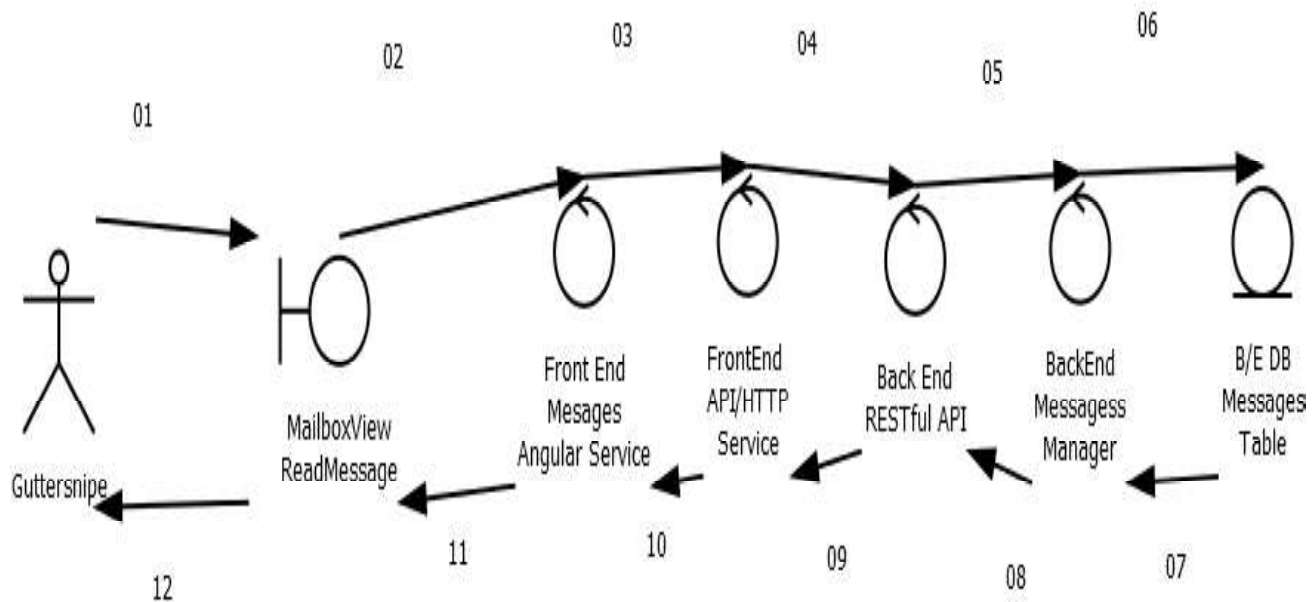 01
02
03
04
05
06
Guttersnipe
MailboxView
ReadMessage
Front End
Mesages
Angular Service
FrontEnd
API/HTTP
Service
Back End
RESTful API
BackEnd
Messagess
Manager
B/E DB
Messages
Table
12
11
10
09
08
07